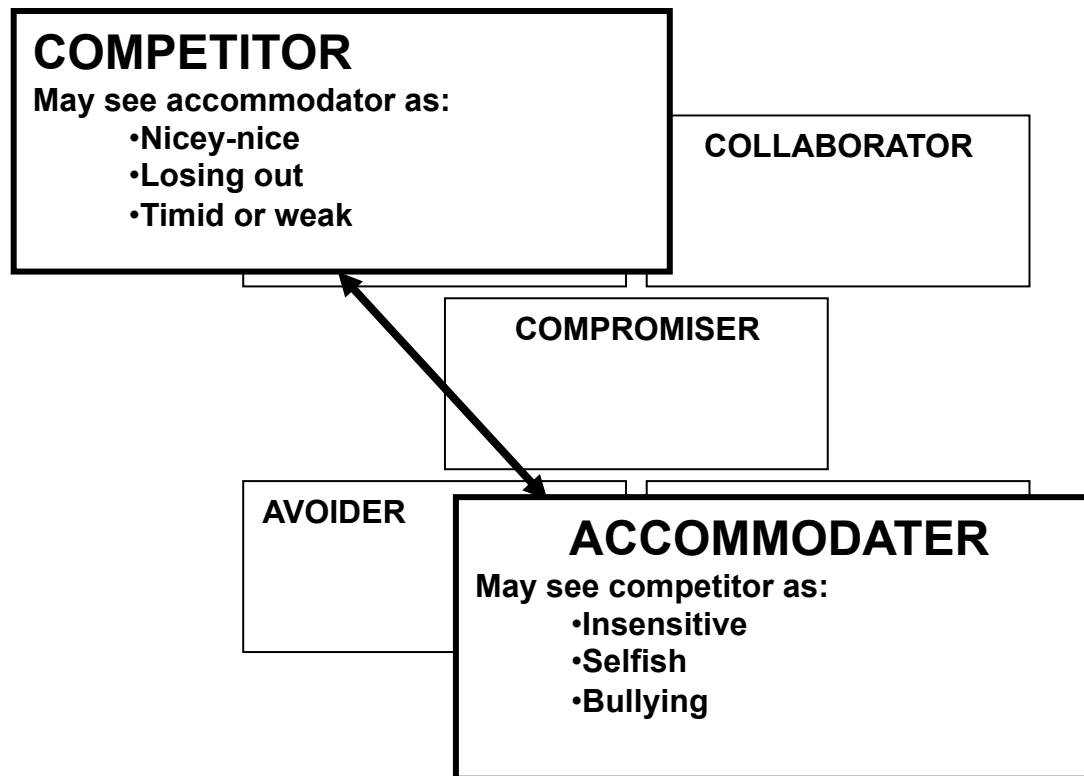 COMPETITOR
May see accommodator as:
•Nicey-nice
•Losing out
•Timid or weak
COLLABORATOR
COMPROMISER
AVOIDER
ACCOMMODATER
May see competitor as:
•Insensitive
•Selfish
•Bullying